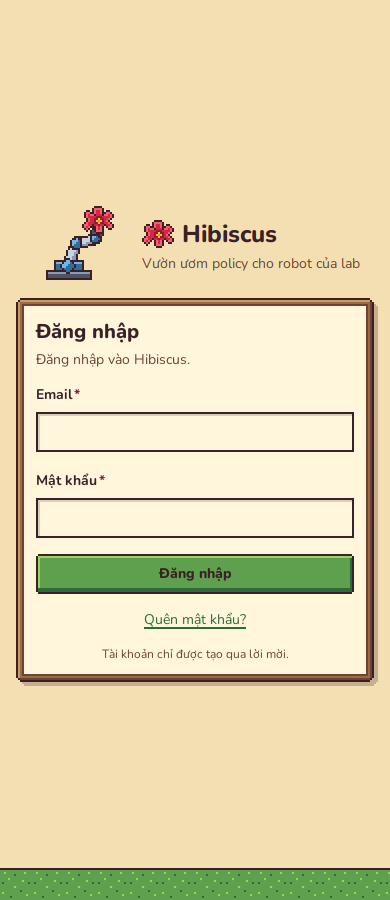 Hibiscus
Vườn ươm policy cho robot của lab
Đăng nhập
Đăng nhập vào Hibiscus.
Email*
Mật khẩu*
Đăng nhập
Quên mật khẩu?
Tài khoản chỉ được tạo qua lời mời.